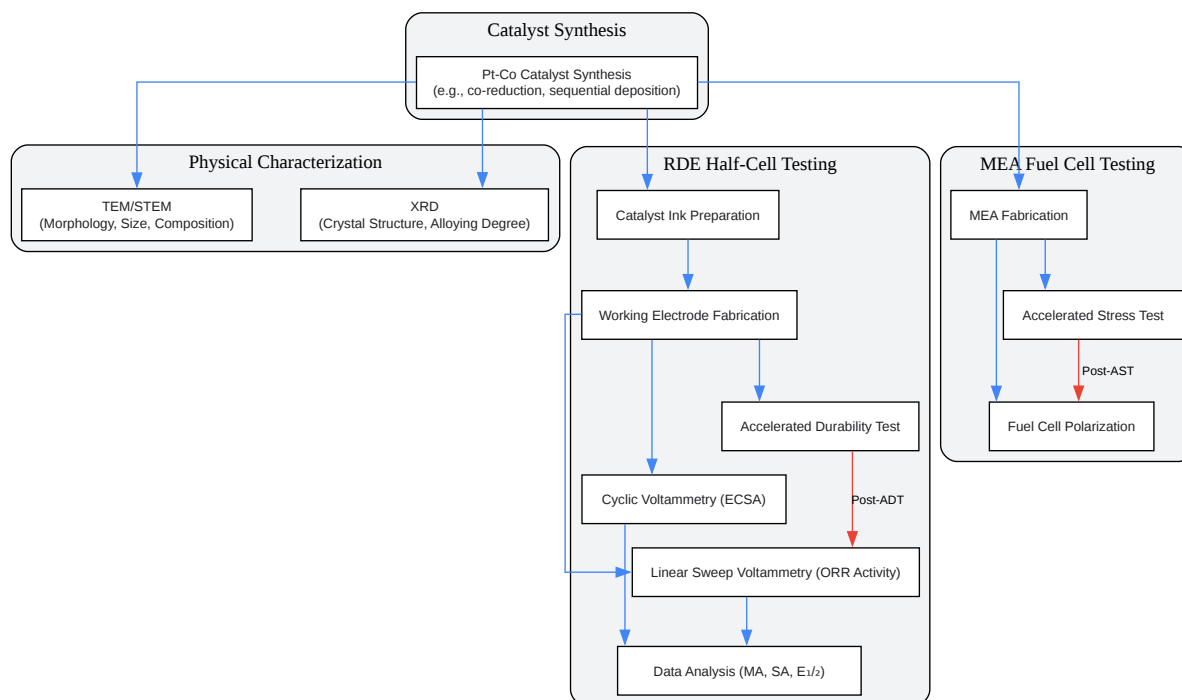 Catalyst Synthesis
Pt-Co Catalyst Synthesis
(e.g., co-reduction, sequential deposition)
Physical Characterization
TEM/STEM
(Morphology, Size, Composition)
XRD
(Crystal Structure, Alloying Degree)
RDE Half-Cell Testing
Catalyst Ink Preparation
Working Electrode Fabrication
Accelerated Durability Test
Cyclic Voltammetry (ECSA)
Post-ADT
Linear Sweep Voltammetry (ORR Activity)
Data Analysis (MA, SA, E₁/₂)
MEA Fuel Cell Testing
MEA Fabrication
Accelerated Stress Test
Post-AST
Fuel Cell Polarization